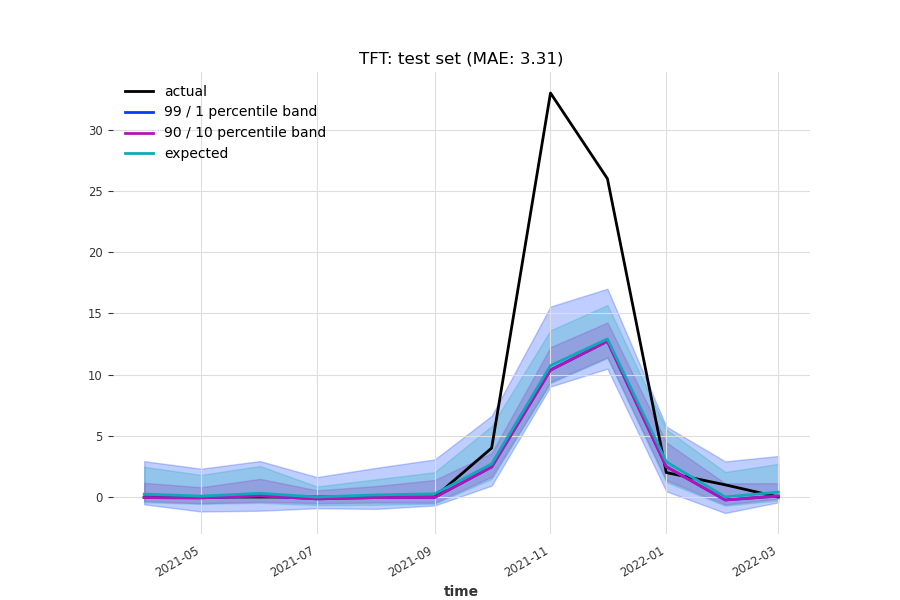 TFT: test set (MAE: 3.31)
actual
99 / 1 percentile band
90 / 10 percentile band
expected
30
25
20
15
10
5
0
2021-05
2021-07
2021-09
2021-11
2022-01
2022-03
time